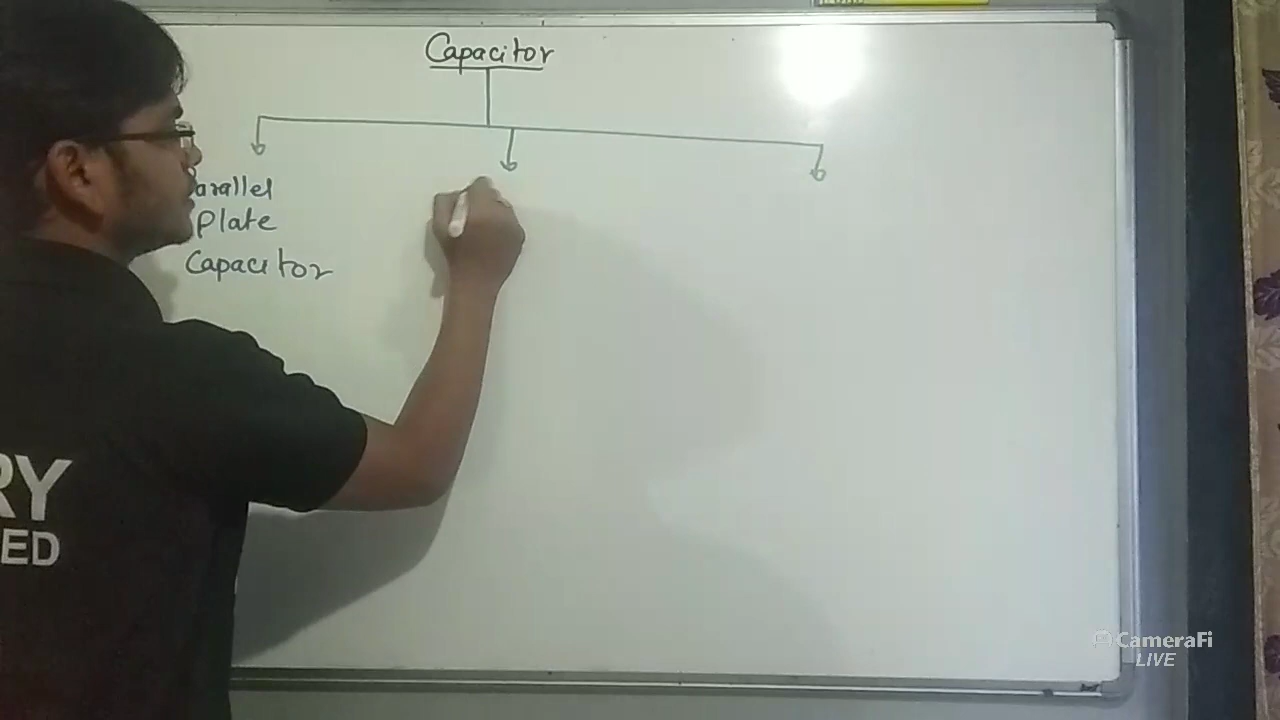 Capacitor
arallel
Plate
Capacitor
RY
ED
CameraFi
LIVE